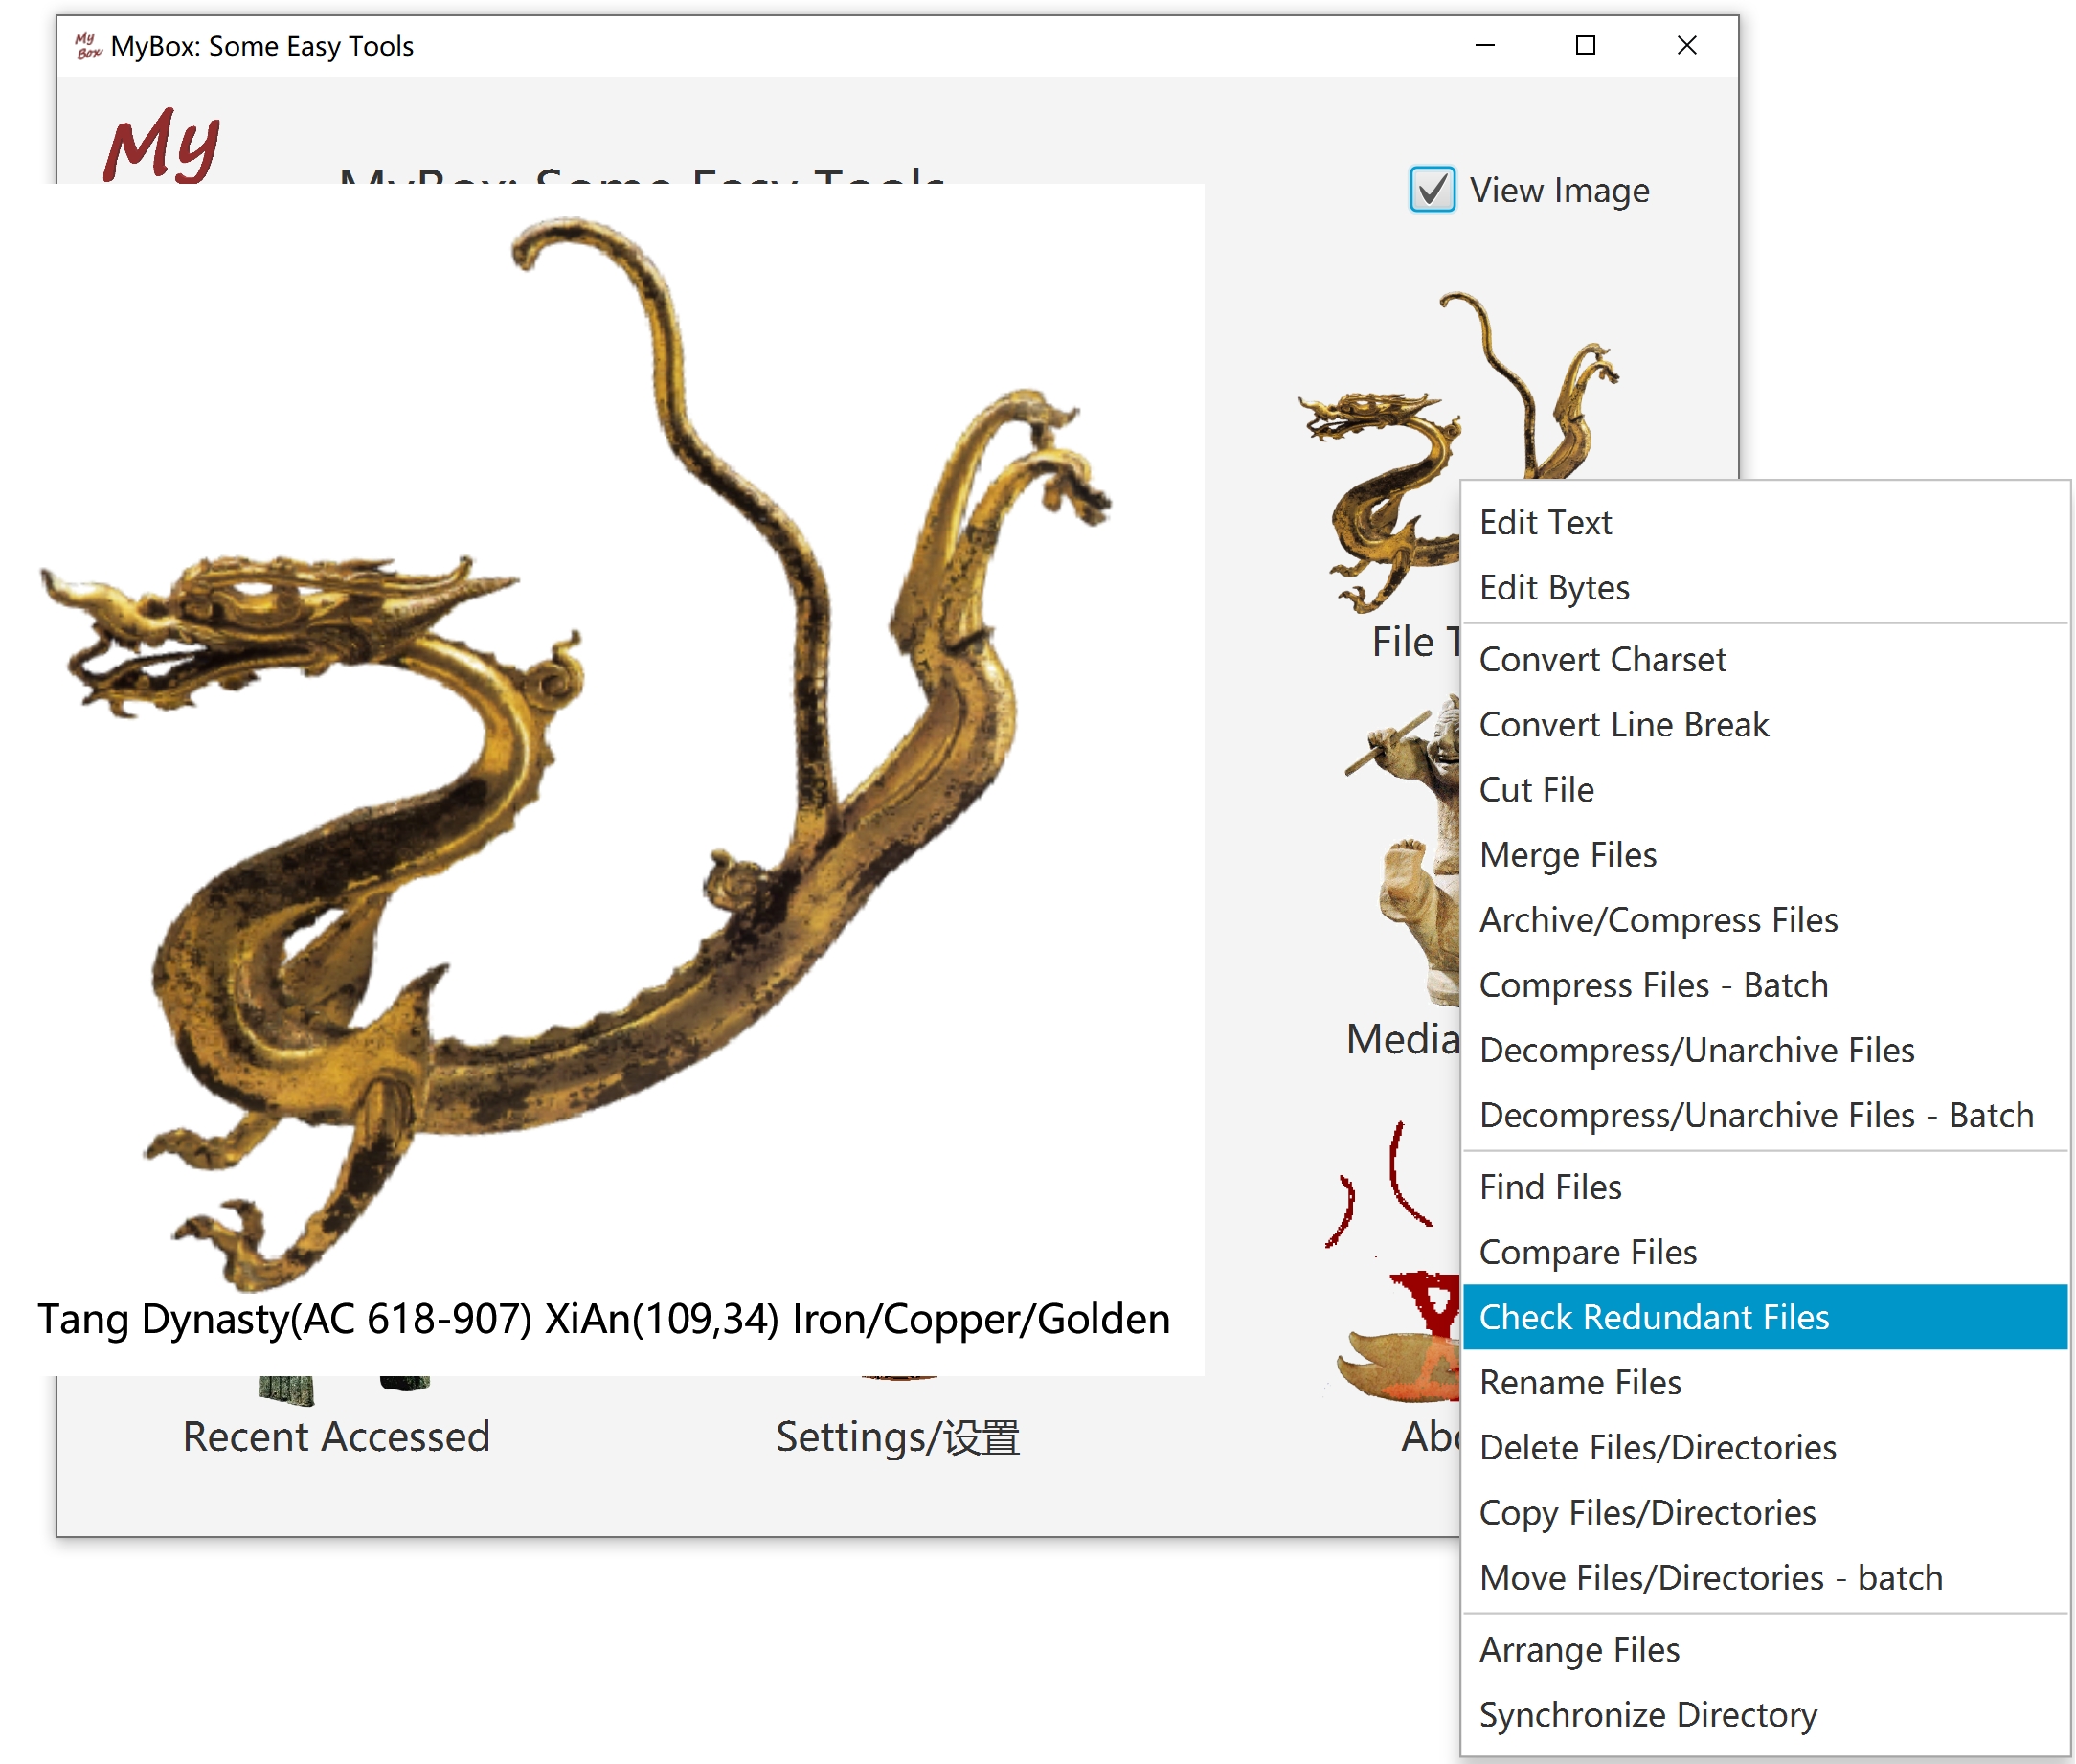 My Box
MyBox: Some Easy Tools
My
MyBox: Some Easy Tools
View Image
File
Media
Tang Dynasty(AC 618-907) XiAn(109,34) Iron/Copper/Golden
Recent Accessed
Settings/设置
Edit Text
Edit Bytes
Convert Charset
Convert Line Break
Cut File
Merge Files
Archive/Compress Files
Compress Files - Batch
Decompress/Unarchive Files
Decompress/Unarchive Files - Batch
Find Files
Compare Files
Check Redundant Files
Rename Files
Delete Files/Directories
Copy Files/Directories
Move Files/Directories - batch
Arrange Files
Synchronize Directory